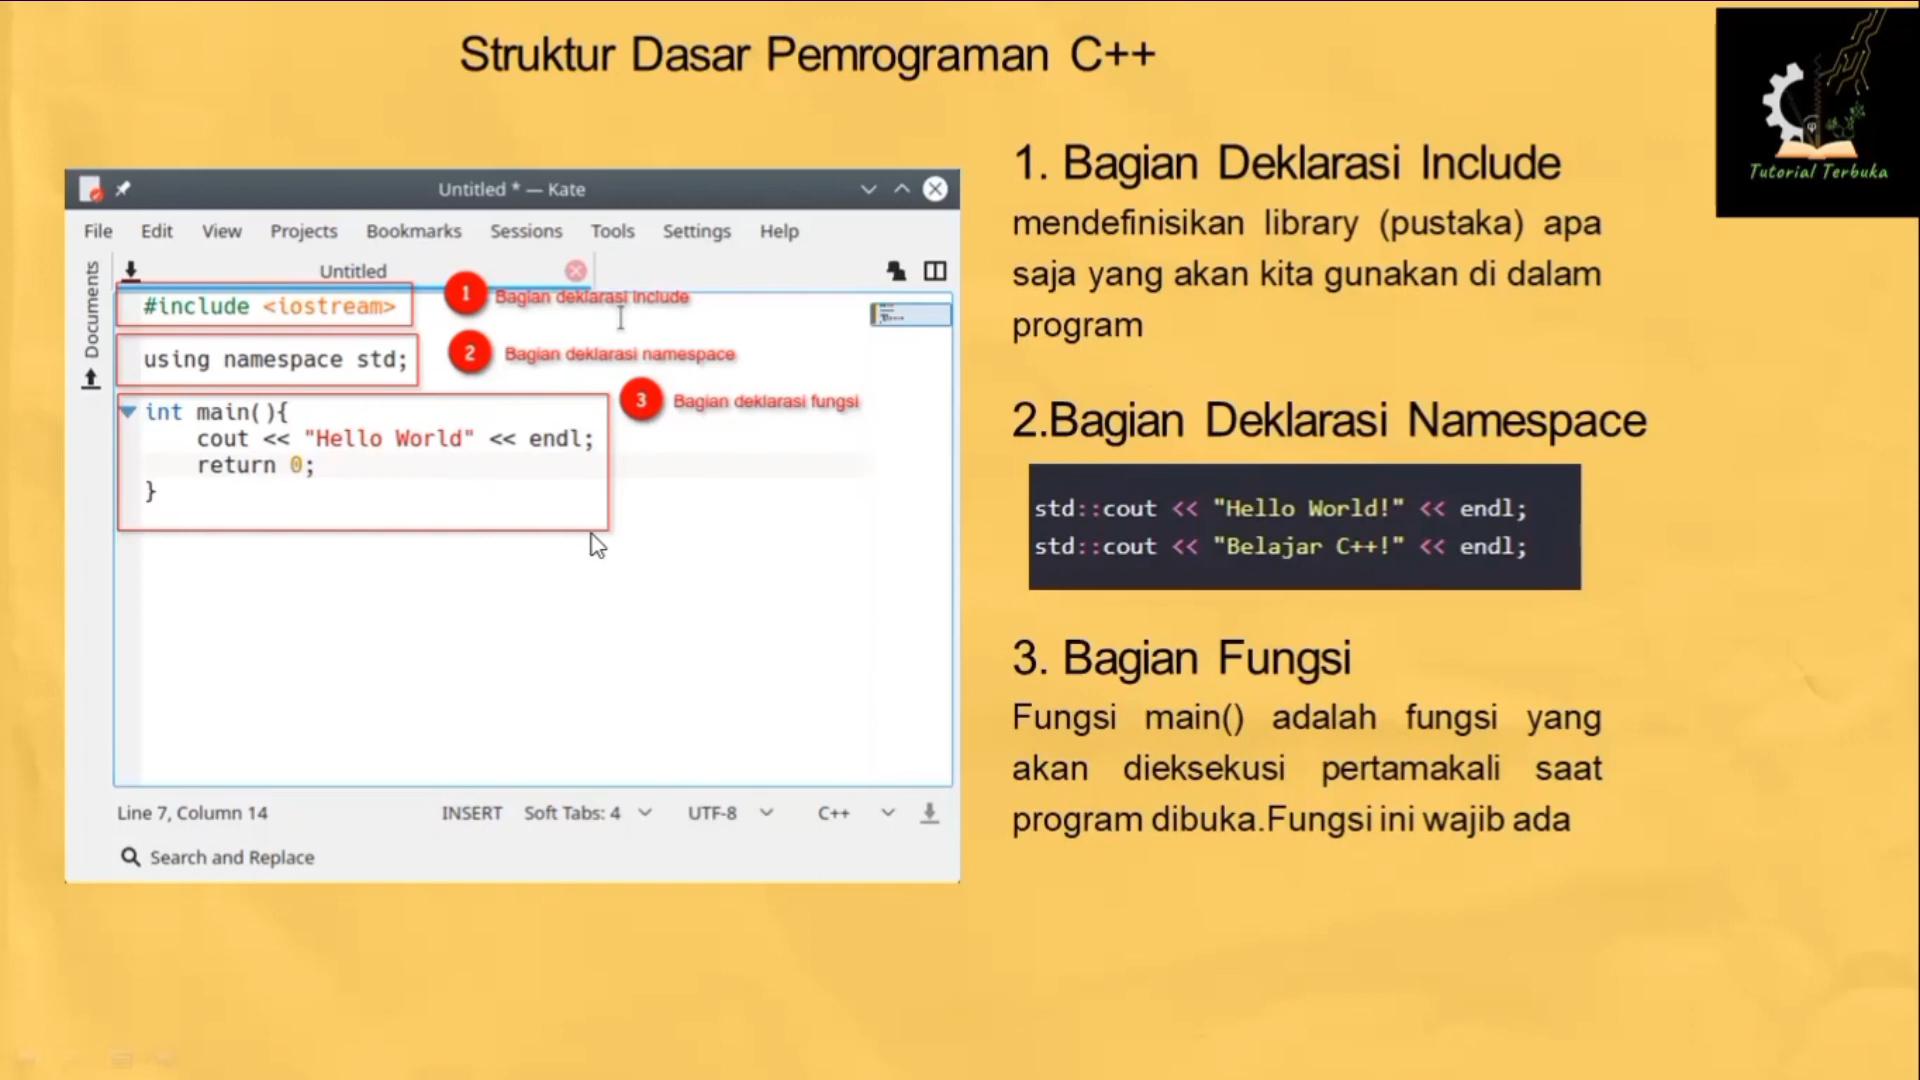 Struktur Dasar Pemrograman C++
Tutorial Terbuka
Untitled * — Kate
File Edit View Projects Bookmarks Sessions Tools Settings Help
Documents
Untitled
#include <iostream>
1 Bagian deklarasi include
using namespace std;
2 Bagian deklarasi namespace
3 Bagian deklarasi fungsi
int main(){
cout << "Hello World" << endl;
return 0;
}
Line 7, Column 14 INSERT Soft Tabs: 4 UTF-8 C++
Search and Replace
1. Bagian Deklarasi Include
mendefinisikan library (pustaka) apa
saja yang akan kita gunakan di dalam
program
2.Bagian Deklarasi Namespace
std::cout << "Hello World!" << endl;
std::cout << "Belajar C++!" << endl;
3. Bagian Fungsi
Fungsi main() adalah fungsi yang
akan dieksekusi pertamakali saat
program dibuka.Fungsi ini wajib ada